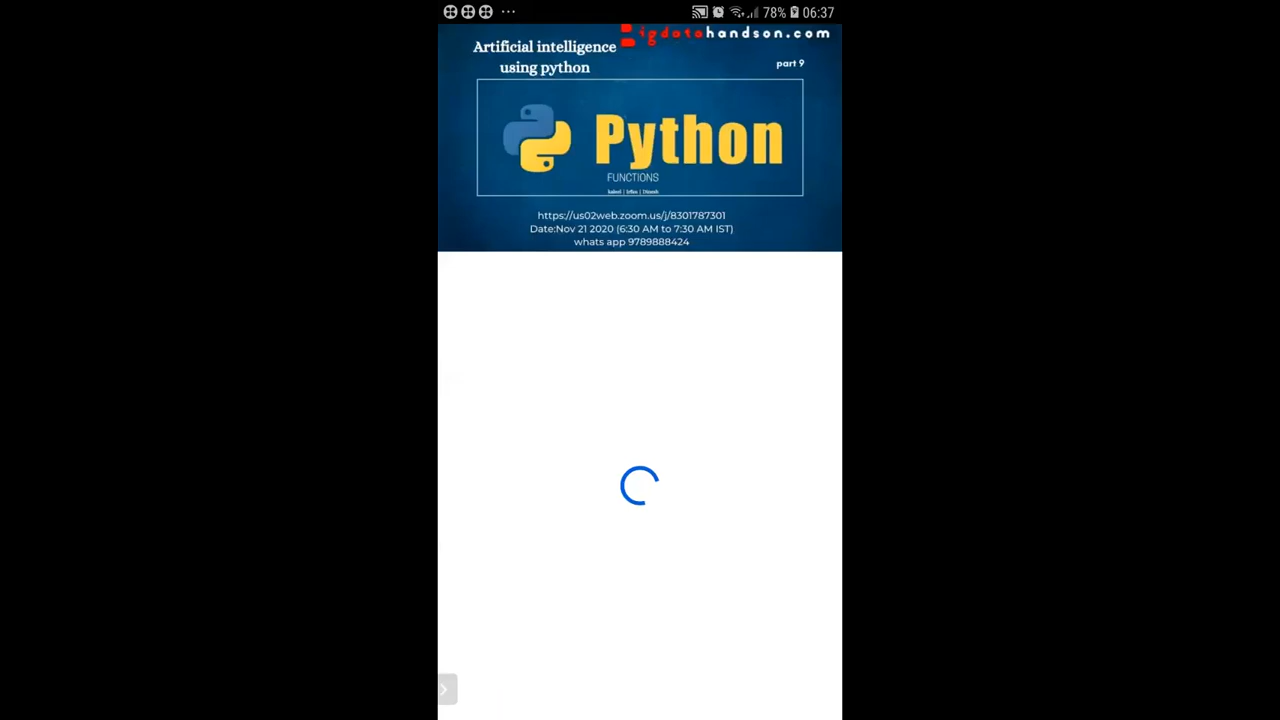 78% 06:37
Bigdatahandson.com
Artificial intelligence
using python
part 9
Python
FUNCTIONS
https://us02web.zoom.us/j/8301787301
Date:Nov 21 2020 (6:30 AM to 7:30 AM IST)
whats app 9789888424